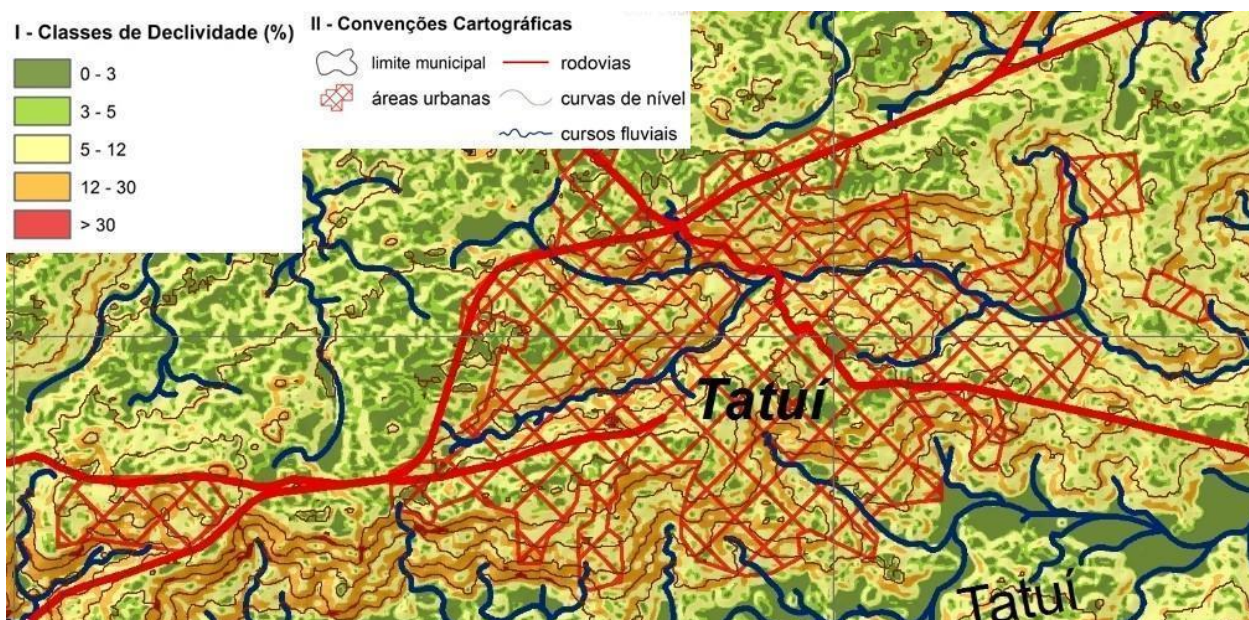 I - Classes de Declividade (%)
0 - 3
3 - 5
5 - 12
12 - 30
> 30
II - Convenções Cartográficas
limite municipal
rodovias
áreas urbanas
curvas de nível
cursos fluviais
Tatuí
Tatuí